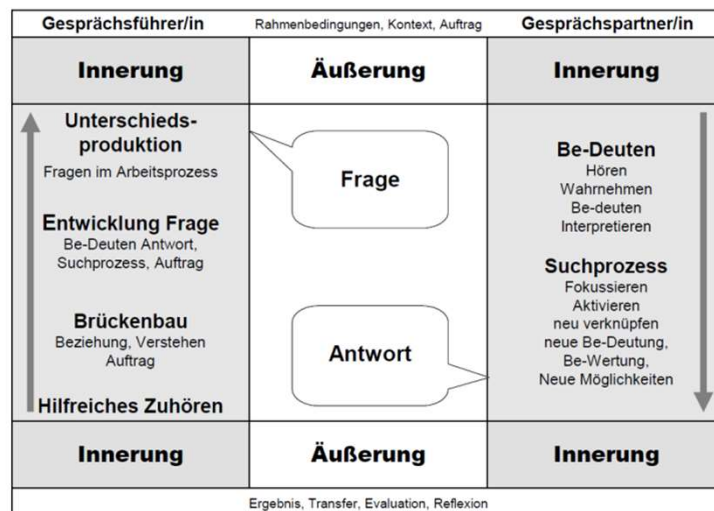 Gesprächsführer/in
Rahmenbedingungen, Kontext, Auftrag
Gesprächspartner/in
Innerung
Äußerung
Innerung
Unterschieds-
produktion
Fragen im Arbeitsprozess
Entwicklung Frage
Be-Deuten Antwort,
Suchprozess, Auftrag
Brückenbau
Beziehung, Verstehen
Auftrag
Hilfreiches Zuhören
Frage
Antwort
Be-Deuten
Hören
Wahrnehmen
Be-deuten
Interpretieren
Suchprozess
Fokussieren
Aktivieren
neu verknüpfen
neue Be-Deutung,
Be-Wertung,
Neue Möglichkeiten
Innerung
Äußerung
Innerung
Ergebnis, Transfer, Evaluation, Reflexion